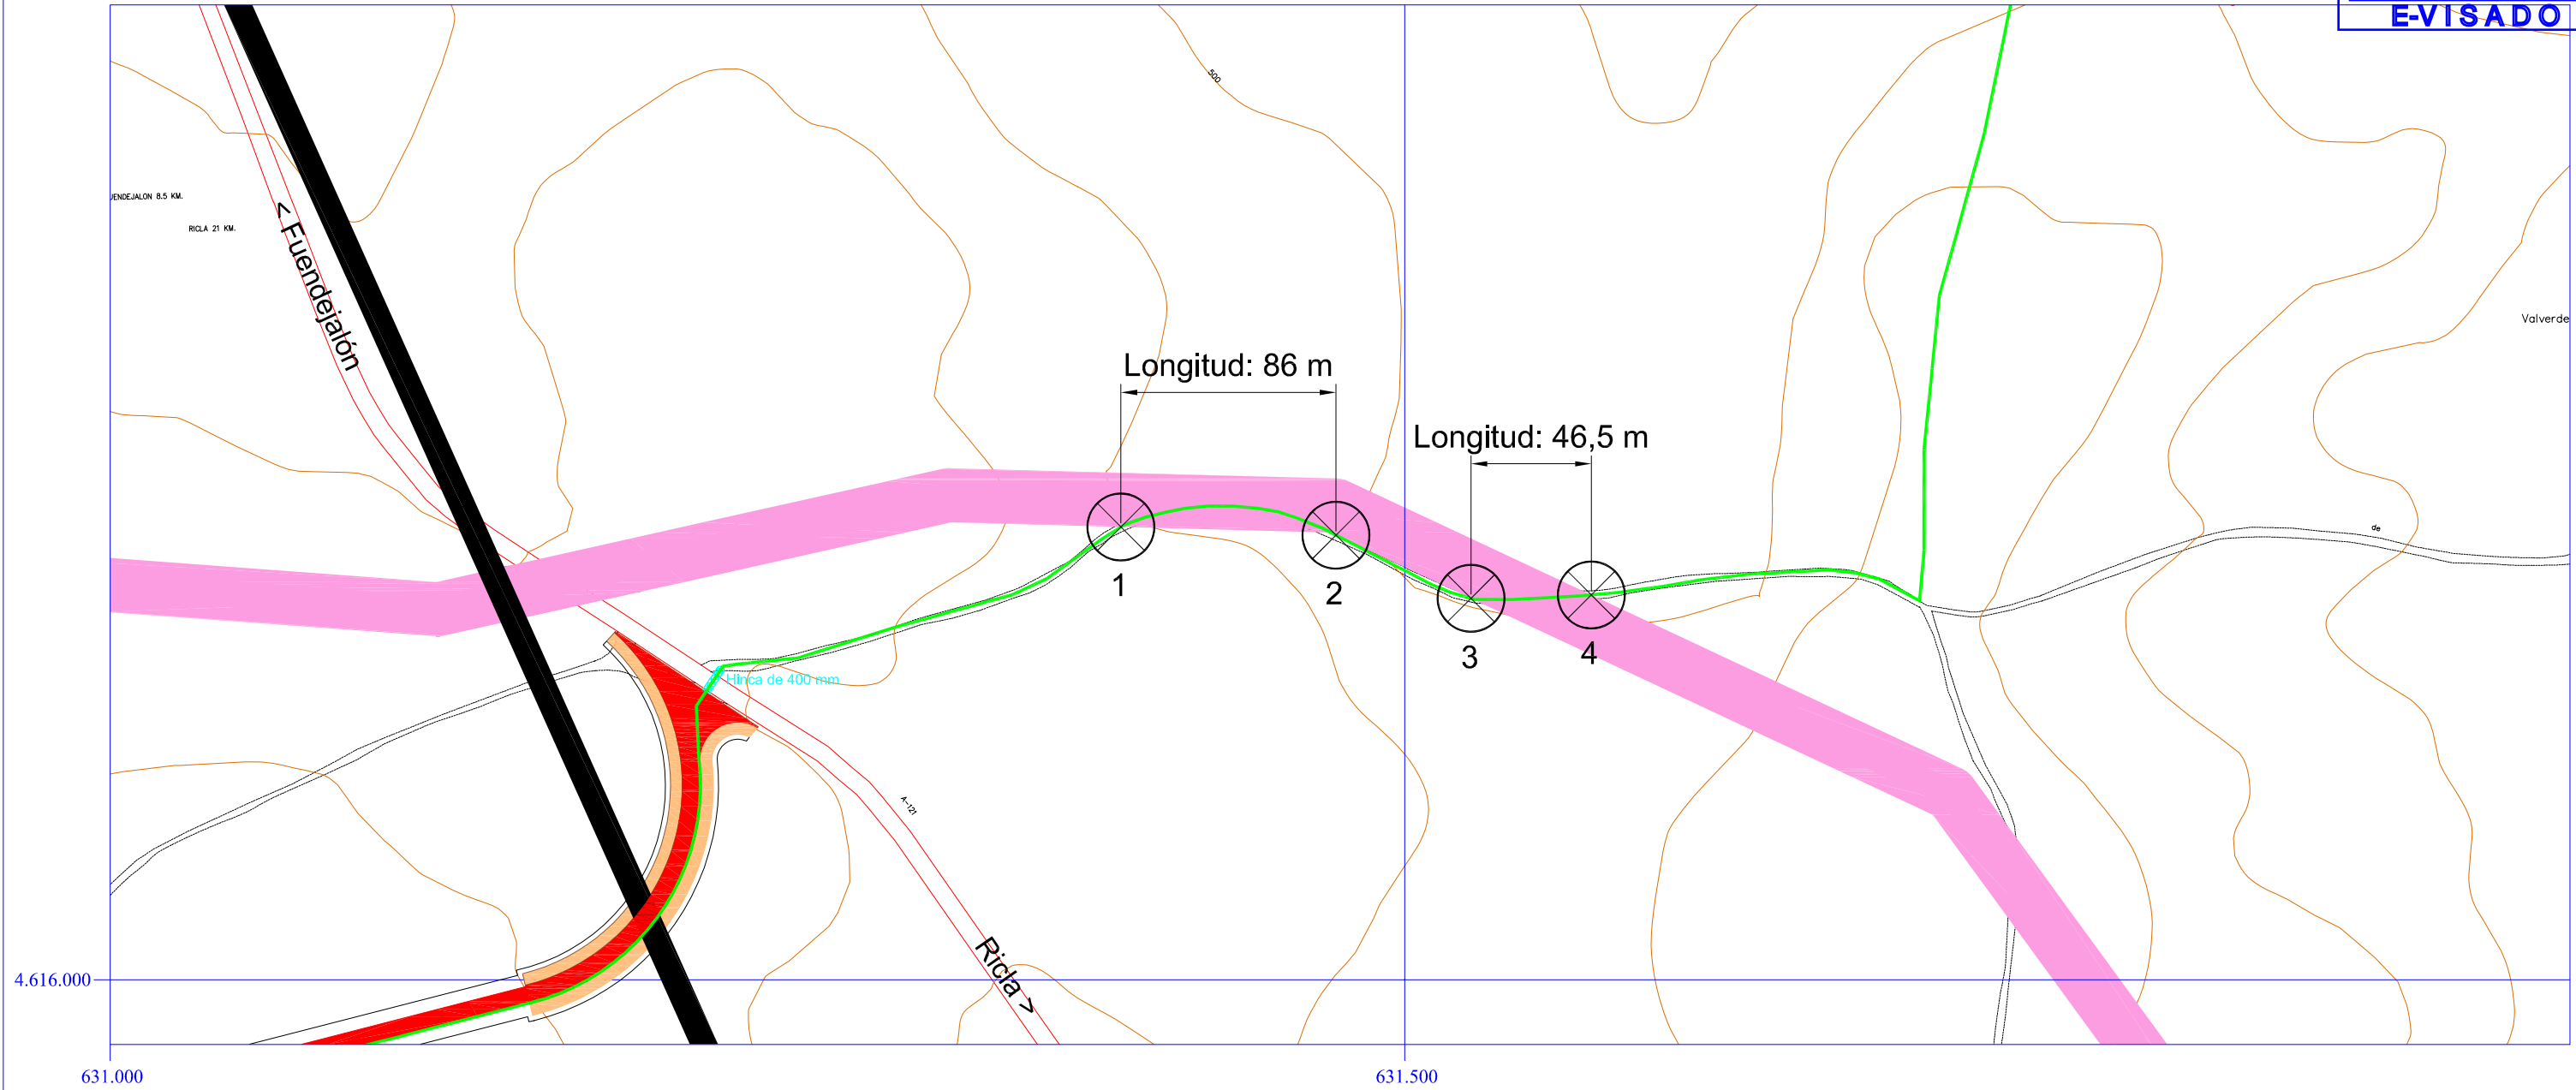 E-VISADO
500
UENDEJALON 8.5 KM.
RICLA 21 KM.
< Fuendejalón
Valverde
Longitud: 86 m
Longitud: 46,5 m
de
1
2
3
4
Hinca de 400 mm
A-121
Ricla >
4.616.000
631.000
631.500